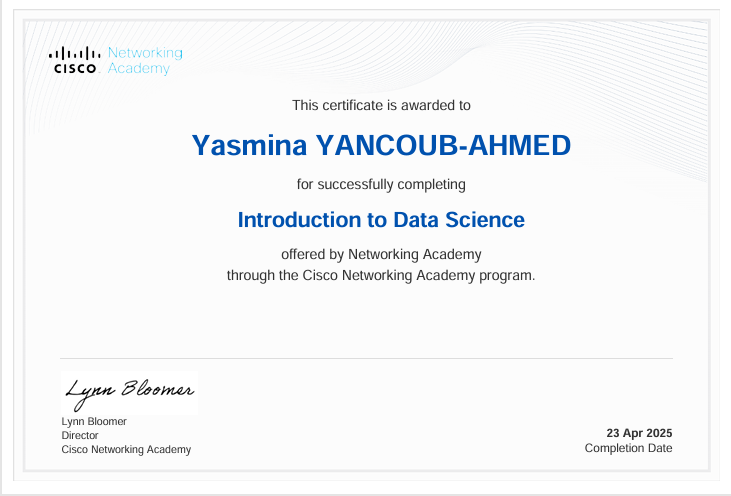 Networking
CISCO. Academy
This certificate is awarded to
Yasmina YANCOUB-AHMED
for successfully completing
Introduction to Data Science
offered by Networking Academy
through the Cisco Networking Academy program.
Lynn Bloomer
Lynn Bloomer
Director
Cisco Networking Academy
23 Apr 2025
Completion Date